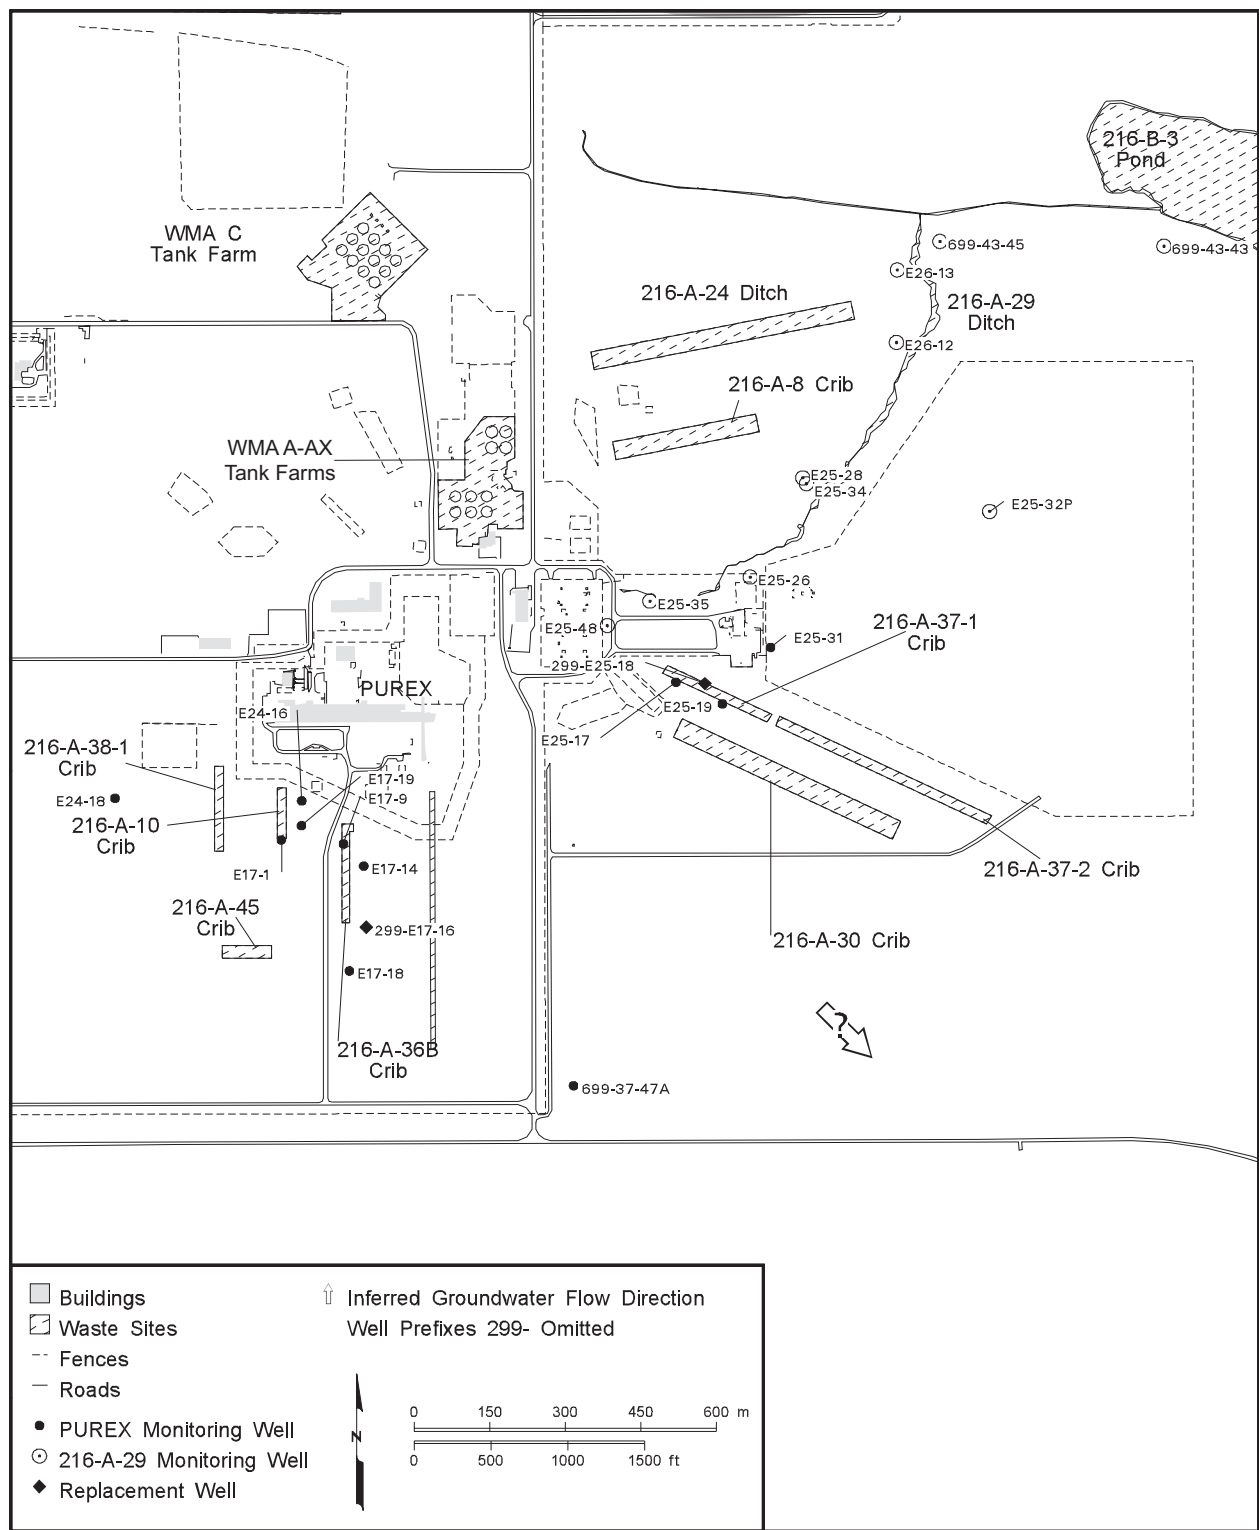 216-B-3
Pond
WMA C
Tank Farm
699-43-45
699-43-43
E26-13
216-A-24 Ditch
216-A-29
Ditch
E26-12
216-A-8 Crib
WMA A-AX
Tank Farms
E25-28
E25-34
E25-32P
E25-26
E25-35
E25-48
216-A-37-1
Crib
E25-31
299-E25-18
PUREX
E24-16
E25-19
E25-17
216-A-38-1
Crib
E17-19
E17-9
E24-18
216-A-10
Crib
E17-14
E17-1
216-A-37-2 Crib
216-A-45
Crib
299-E17-16
216-A-30 Crib
E17-18
?
216-A-36B
Crib
699-37-47A
Buildings
Waste Sites
Fences
Roads
PUREX Monitoring Well
216-A-29 Monitoring Well
Replacement Well
Inferred Groundwater Flow Direction
Well Prefixes 299- Omitted
N
0 150 300 450 600 m
0 500 1000 1500 ft